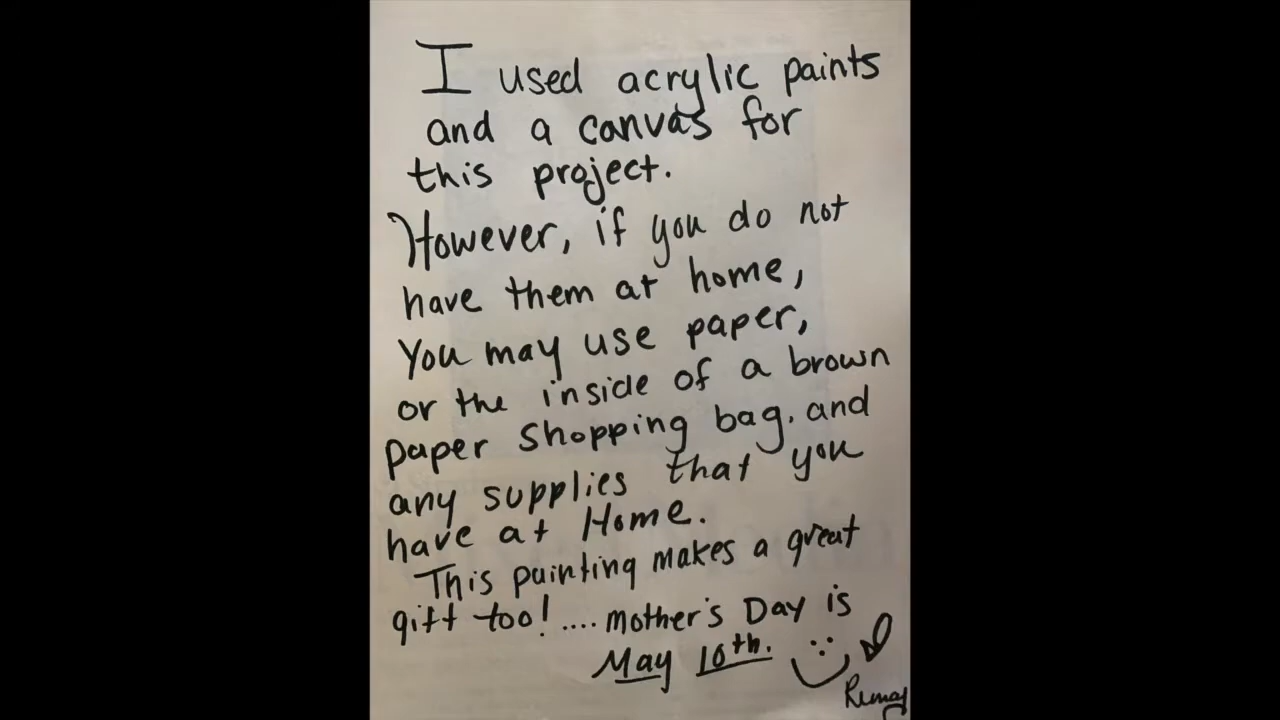 I used acrylic paints
and a canvas for
this project.
However, if you do not
have them at home,
You may use paper,
or the inside of a brown
paper shopping bag, and
any supplies that you
have at Home.
This painting makes a great
gift too!.... Mother's Day is
May 10th.